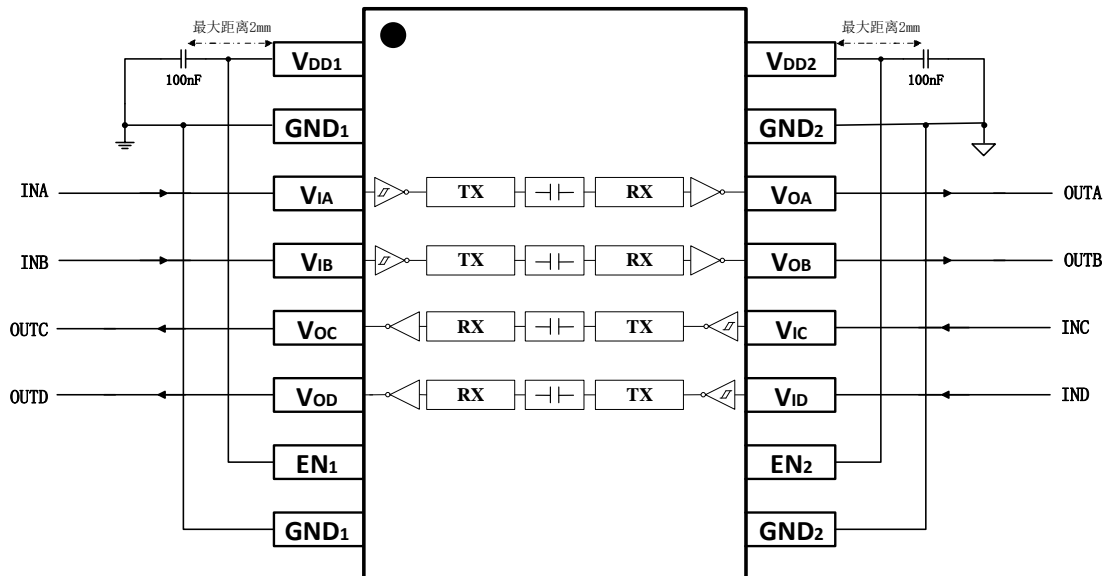 最大距离2mm 最大距离2mm
VDD1 VDD2
100nF 100nF
GND1 GND2
INA VIA TX RX VOA OUTA
INB VIB TX RX VOB OUTB
OUTC VOC RX TX VIC INC
OUTD VOD RX TX VID IND
EN1 EN2
GND1 GND2